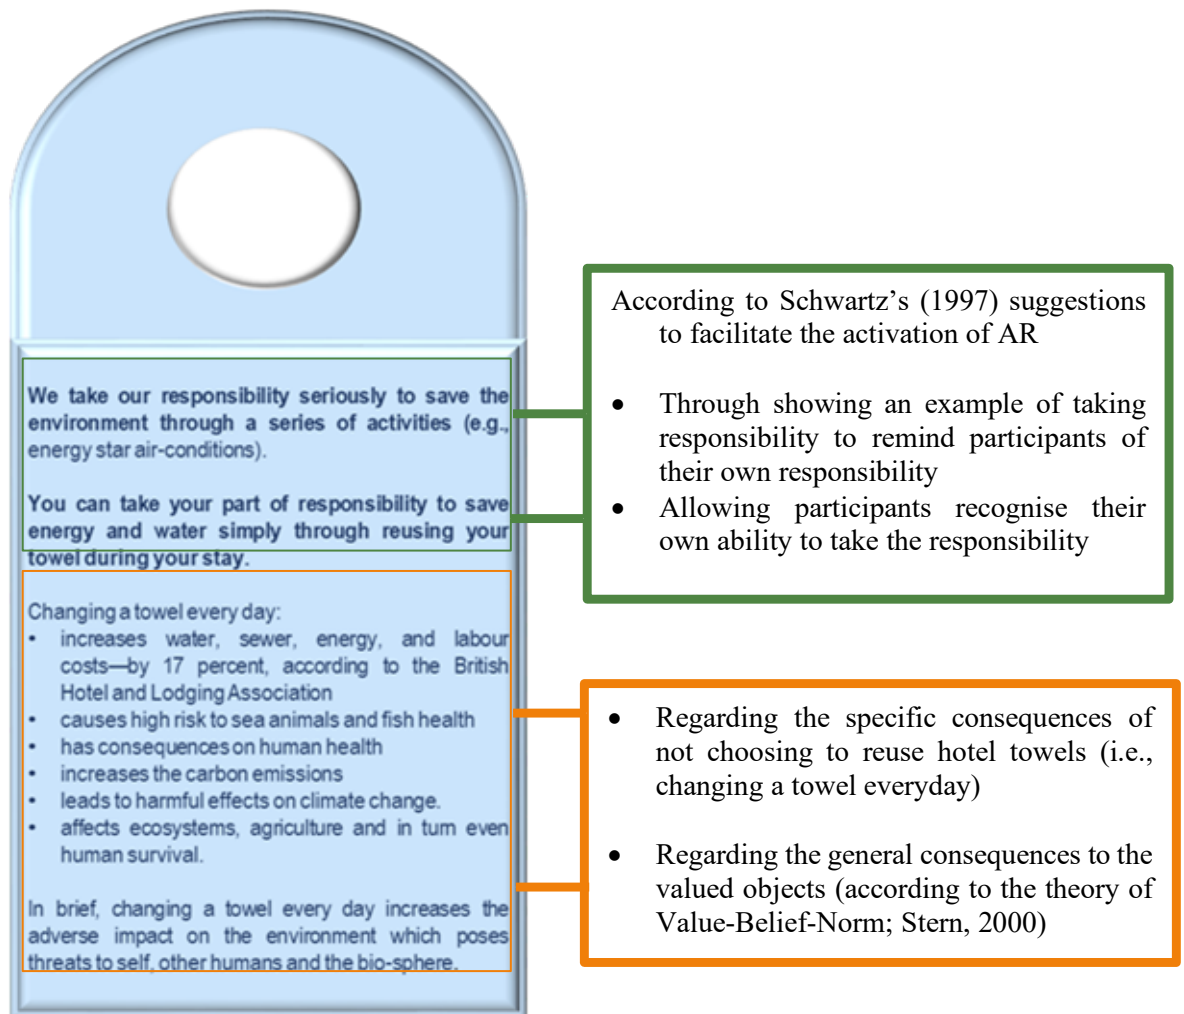 We take our responsibility seriously to save the
environment through a series of activities (e.g.,
energy star air-conditions).
You can take your part of responsibility to save
energy and water simply through reusing your
towel during your stay.
Changing a towel every day:
• increases water, sewer, energy, and labour
costs—by 17 percent, according to the British
Hotel and Lodging Association
• causes high risk to sea animals and fish health
• has consequences on human health
• increases the carbon emissions
• leads to harmful effects on climate change.
• affects ecosystems, agriculture and in turn even
human survival.
In brief, changing a towel every day increases the
adverse impact on the environment which poses
threats to self, other humans and the bio-sphere.
According to Schwartz’s (1997) suggestions
to facilitate the activation of AR
• Through showing an example of taking
responsibility to remind participants of
their own responsibility
• Allowing participants recognise their
own ability to take the responsibility
• Regarding the specific consequences of
not choosing to reuse hotel towels (i.e.,
changing a towel everyday)
• Regarding the general consequences to the
valued objects (according to the theory of
Value-Belief-Norm; Stern, 2000)